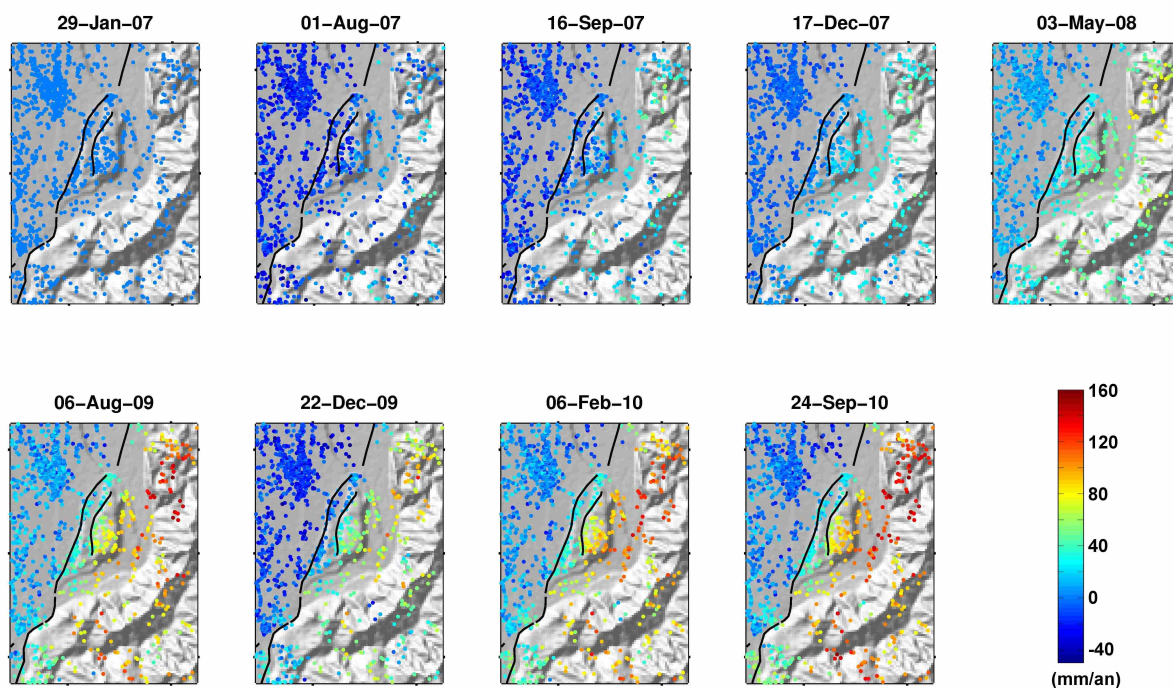 29-Jan-07
01-Aug-07
16-Sep-07
17-Dec-07
03-May-08
06-Aug-09
22-Dec-09
06-Feb-10
24-Sep-10
160
120
80
40
0
-40
(mm/an)